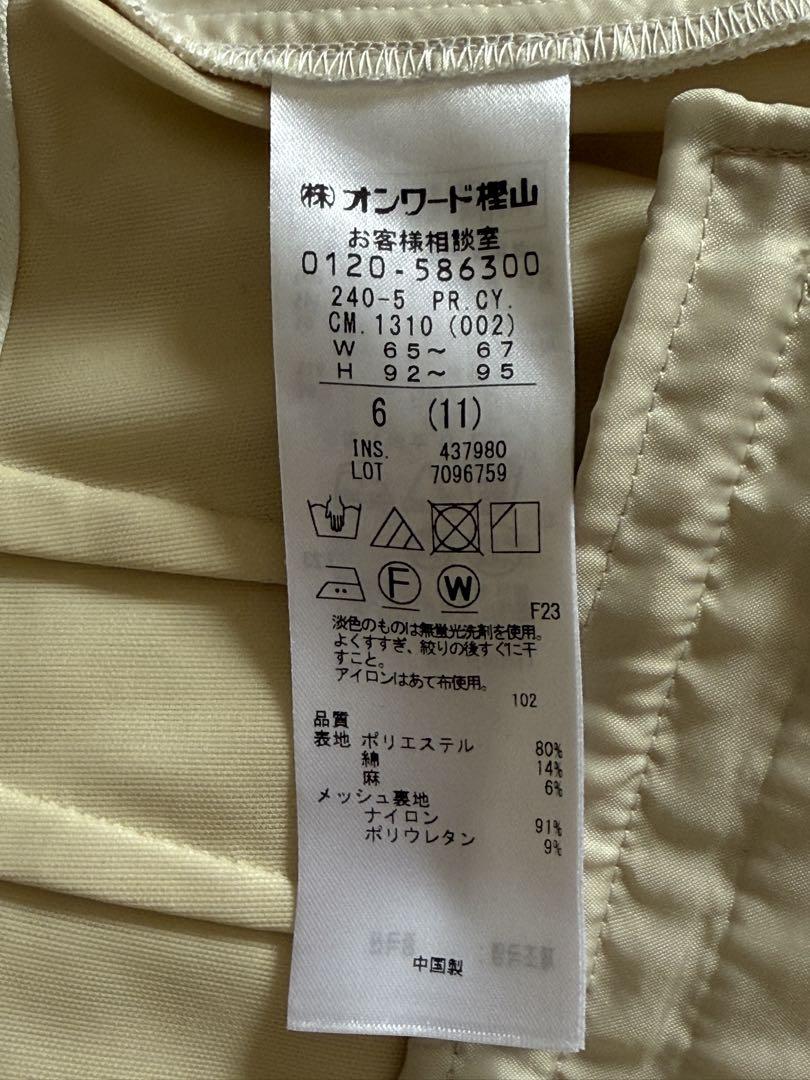 (株)オンワード樫山
お客様相談室
0120-586300
240-5 PR.CY.
CM.1310 (002)
W 65〜 67
H 92〜 95
6 (11)
INS. 437980
LOT 7096759
F W
F23
淡色のものは無蛍光洗剤を使用。
よくすすぎ、絞りの後すぐに干
すこと。
アイロンはあて布使用。
102
品質
表地 ポリエステル 80%
綿 14%
麻 6%
メッシュ裏地
ナイロン 91%
ポリウレタン 9%
中国製